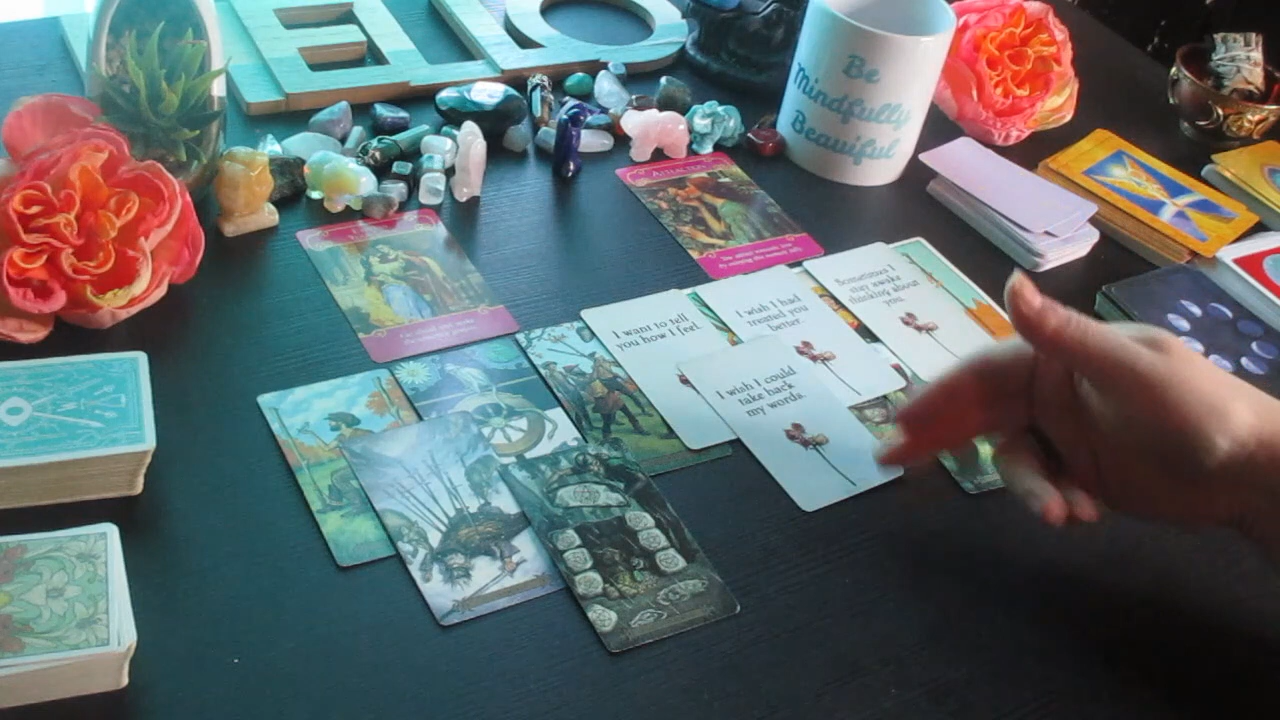 Be
Mindfully
Beautiful
ATTRACTION
I want to tell
you how I feel.
I wish I had
treated you
better.
Sometimes I
stay awake
thinking about
you.
I wish I could
take back
my words.